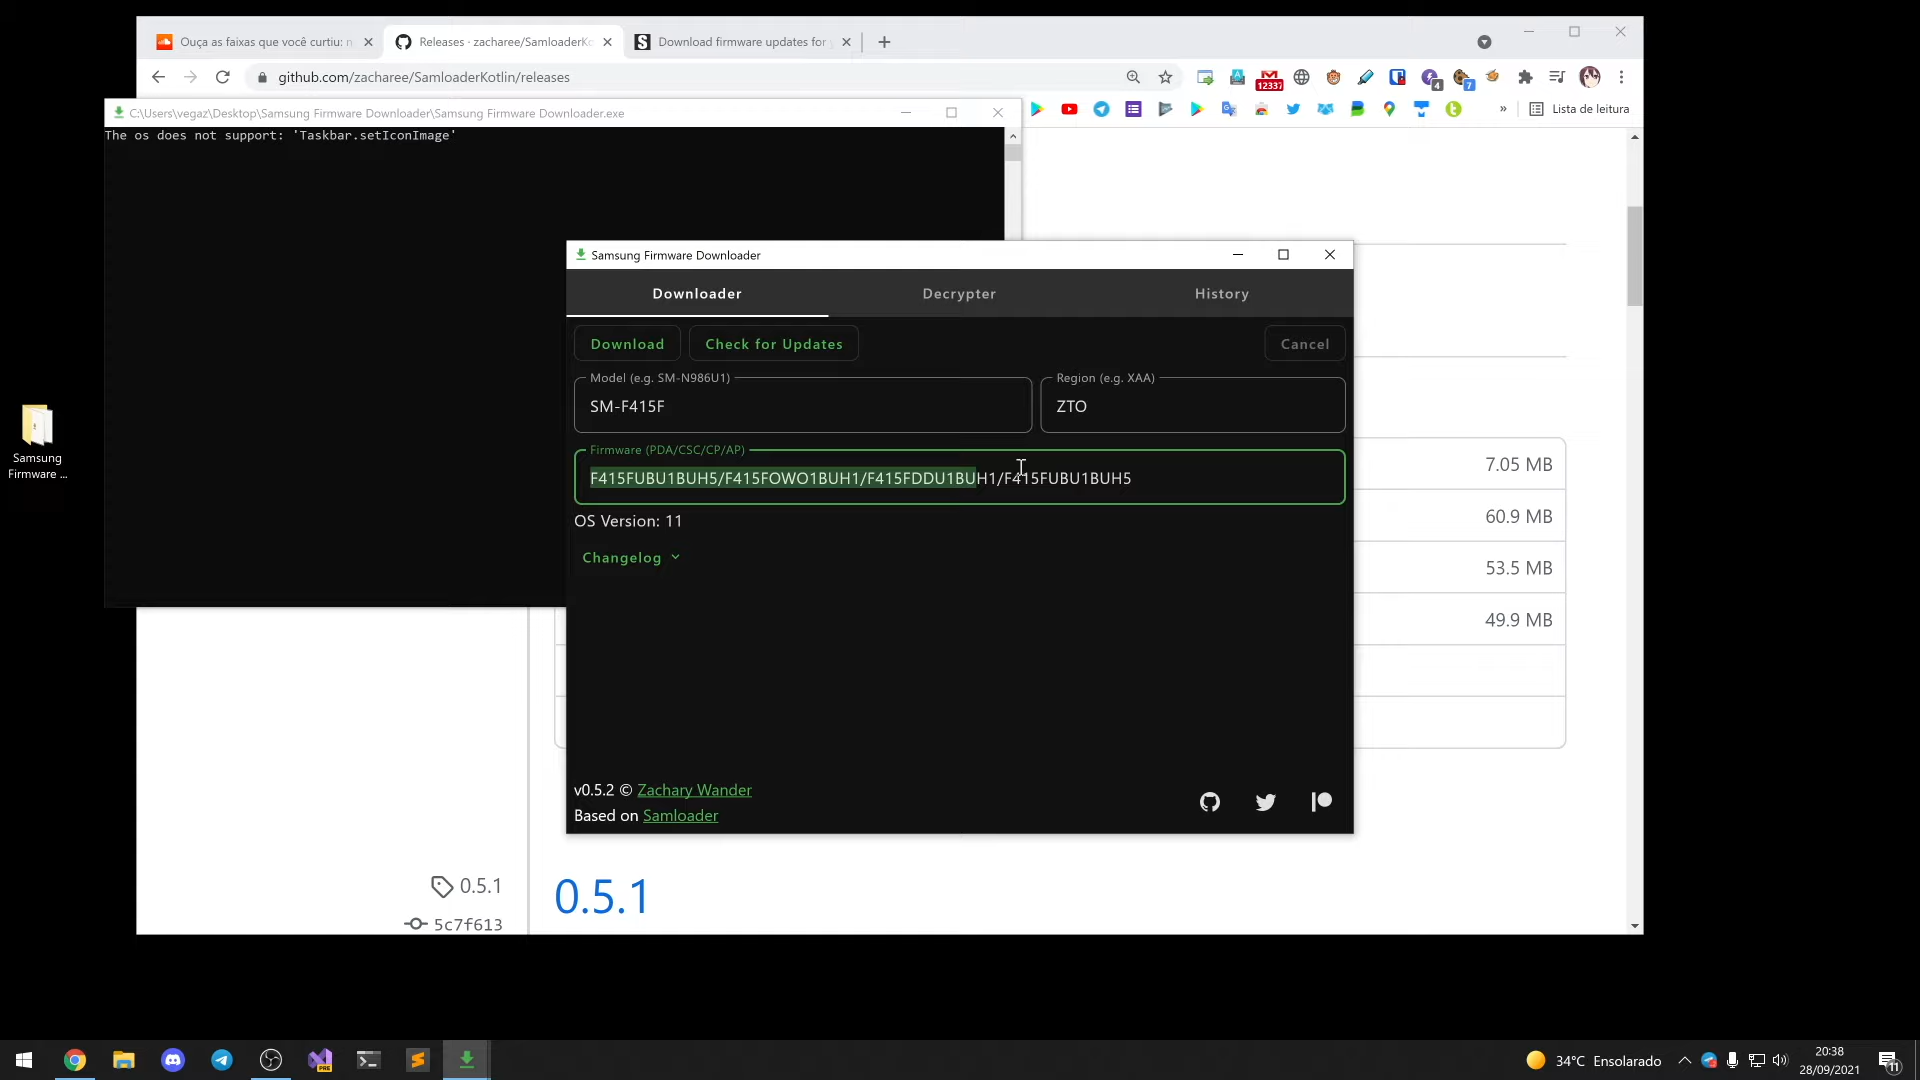 Ouça as faixas que você curtiu: n
Releases · zacharee/SamloaderKo
Download firmware updates for y
github.com/zacharee/SamloaderKotlin/releases
12337
4
7
Lista de leitura
C:\Users\vegaz\Desktop\Samsung Firmware Downloader\Samsung Firmware Downloader.exe
The os does not support: 'Taskbar.setIconImage'
Samsung Firmware Downloader
Downloader
Decrypter
History
Download
Check for Updates
Cancel
Model (e.g. SM-N986U1)
Region (e.g. XAA)
SM-F415F
ZTO
Firmware (PDA/CSC/CP/AP)
F415FUBU1BUH5/F415FOWO1BUH1/F415FDDU1BUH1/F415FUBU1BUH5
OS Version: 11
Changelog
7.05 MB
60.9 MB
53.5 MB
49.9 MB
Samsung
Firmware ...
v0.5.2 © Zachary Wander
Based on Samloader
0.5.1
5c7f613
0.5.1
34°C Ensolarado
20:38
28/09/2021
11